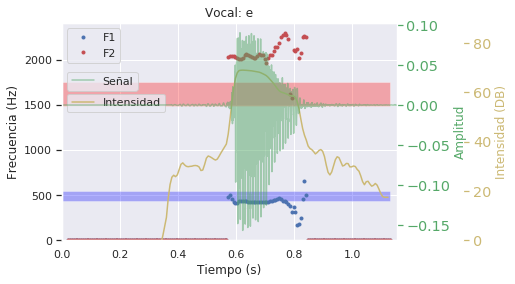 Vocal: e
F1
F2
Señal
Intensidad
Frecuencia (Hz)
2000
1500
1000
500
0
0.0 0.2 0.4 0.6 0.8 1.0
Tiempo (s)
0.10
0.05
0.00
−0.05
−0.10
−0.15
Amplitud
80
60
40
20
0
Intensidad (DB)